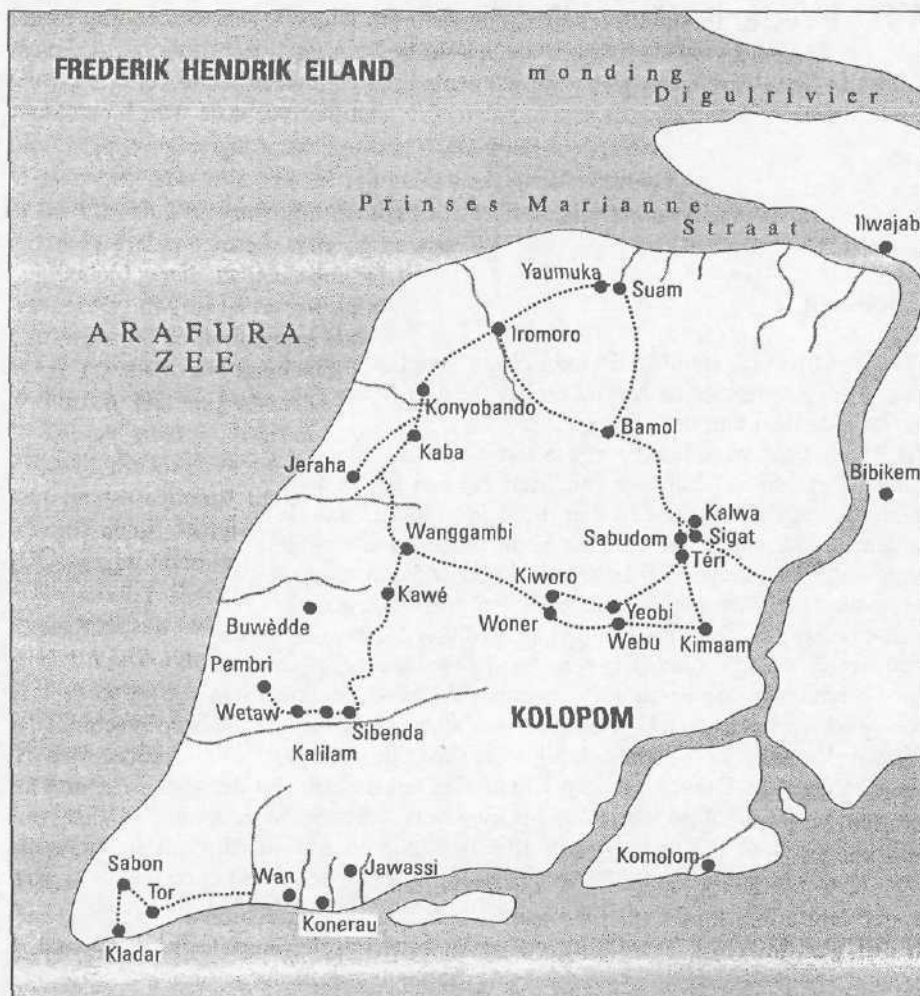 FREDERIK HENDRIK EILAND
monding
Digulrivier
Prinses Marianne
Straat
Ilwajab
Yaumuka
Suam
ARAFURA
ZEE
Iromoro
Konyobando
Bamol
Kaba
Jeraha
Bibikem
Kalwa
Wanggambi
Sabudom
Sigat
Téri
Kiworo
Kawé
Yeobi
Buwèdde
Woner
Webu
Kimaam
Pembri
Wetaw
KOLOPOM
Sibenda
Kalilam
Komolom
Sabon
Wan
Jawassi
Tor
Konerau
Kladar